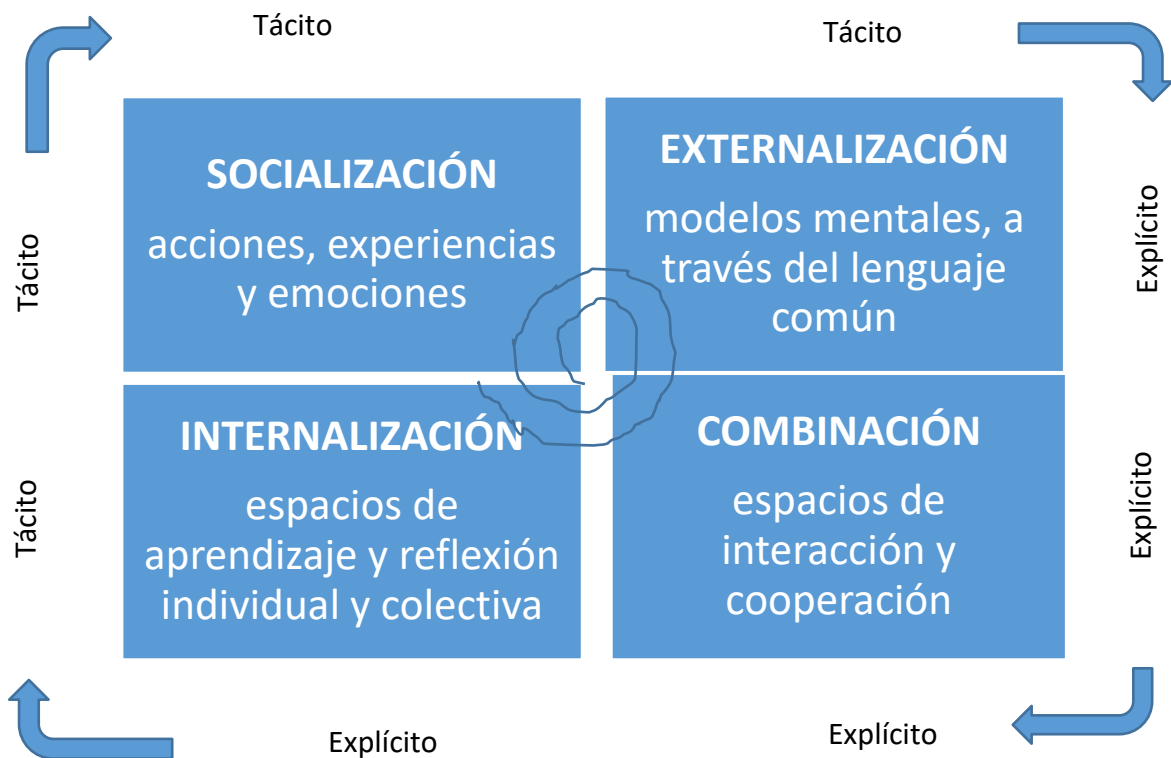 Tácito
Tácito
SOCIALIZACIÓN
acciones, experiencias
y emociones
EXTERNALIZACIÓN
modelos mentales, a
través del lenguaje
común
Tácito
Explícito
INTERNALIZACIÓN
espacios de
aprendizaje y reflexión
individual y colectiva
COMBINACIÓN
espacios de
interacción y
cooperación
Tácito
Explícito
Explícito
Explícito